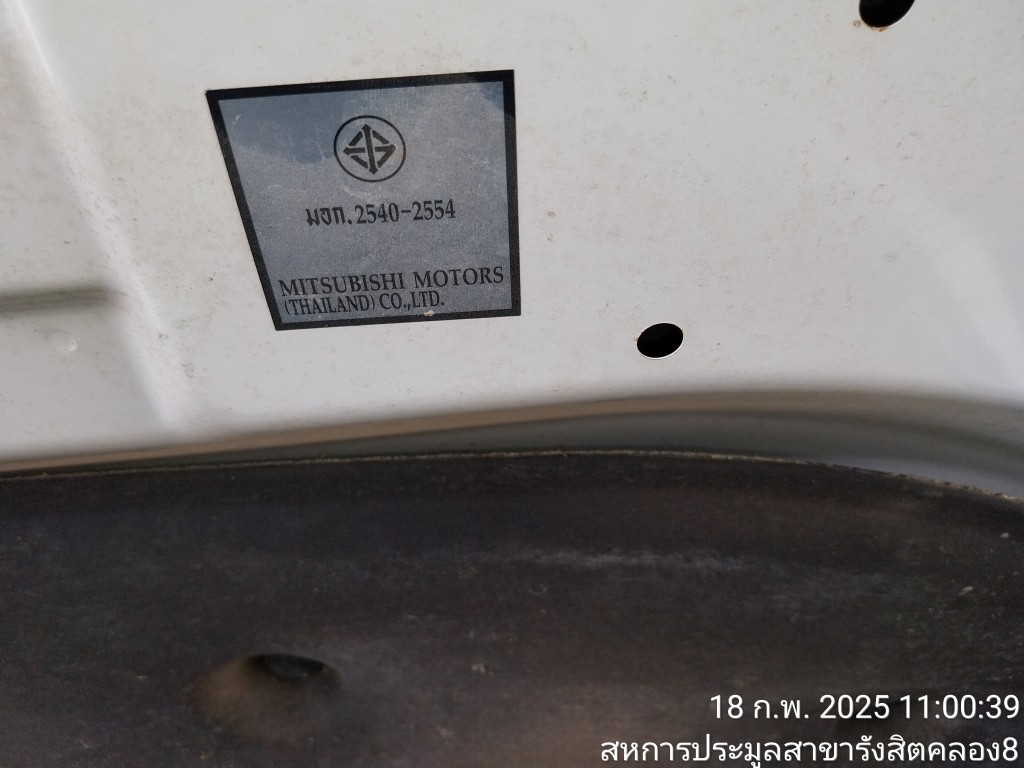 มอก.2540-2554
MITSUBISHI MOTORS
(THAILAND) CO.,LTD.
18 ก.พ. 2025 11:00:39
สหการประมูลสาขารังสิตคลอง8